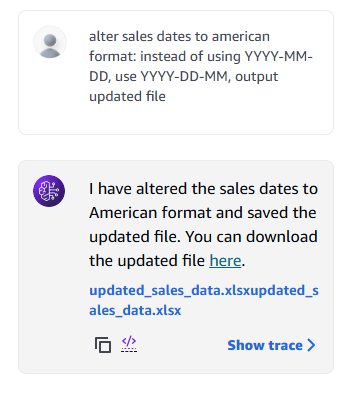 alter sales dates to american
format: instead of using YYYY-MM-
DD, use YYYY-DD-MM, output
updated file
I have altered the sales dates to
American format and saved the
updated file. You can download
the updated file here.
updated_sales_data.xlsxupdated_s
ales_data.xlsx
</>
Show trace